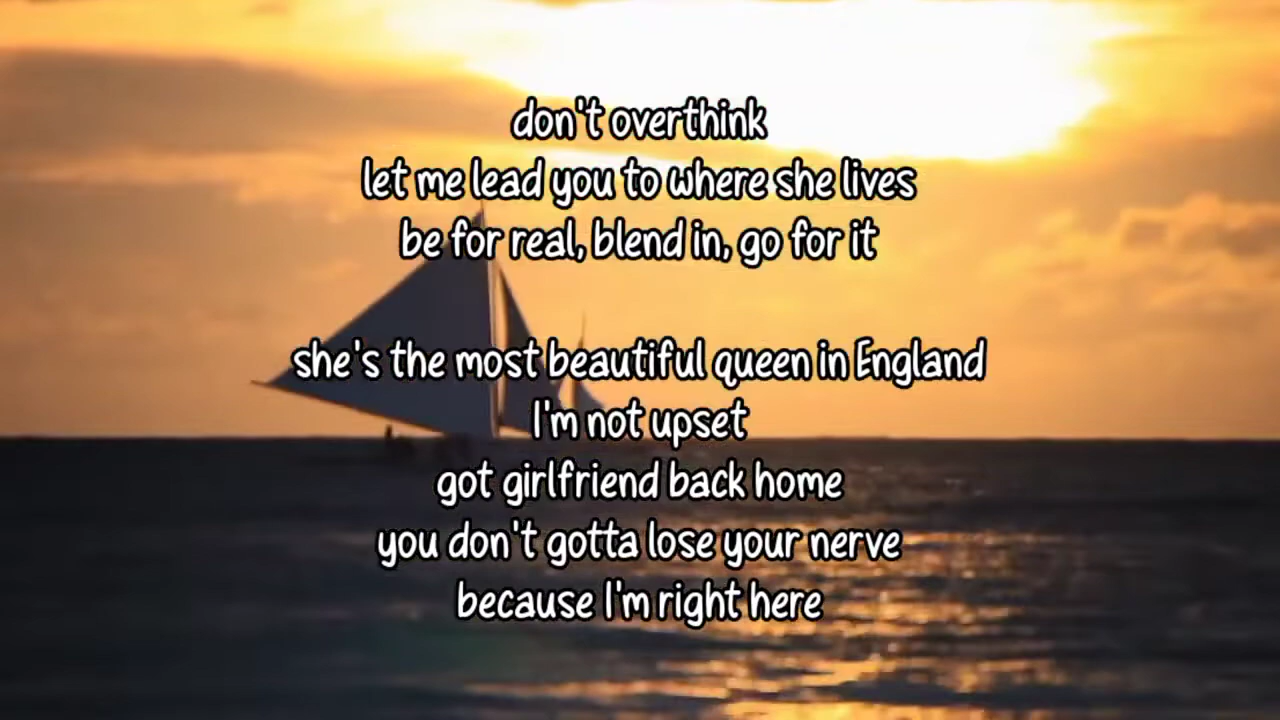 don't overthink
let me lead you to where she lives
be for real, blend in, go for it
she's the most beautiful queen in England
I'm not upset
got girlfriend back home
you don't gotta lose your nerve
because I'm right here